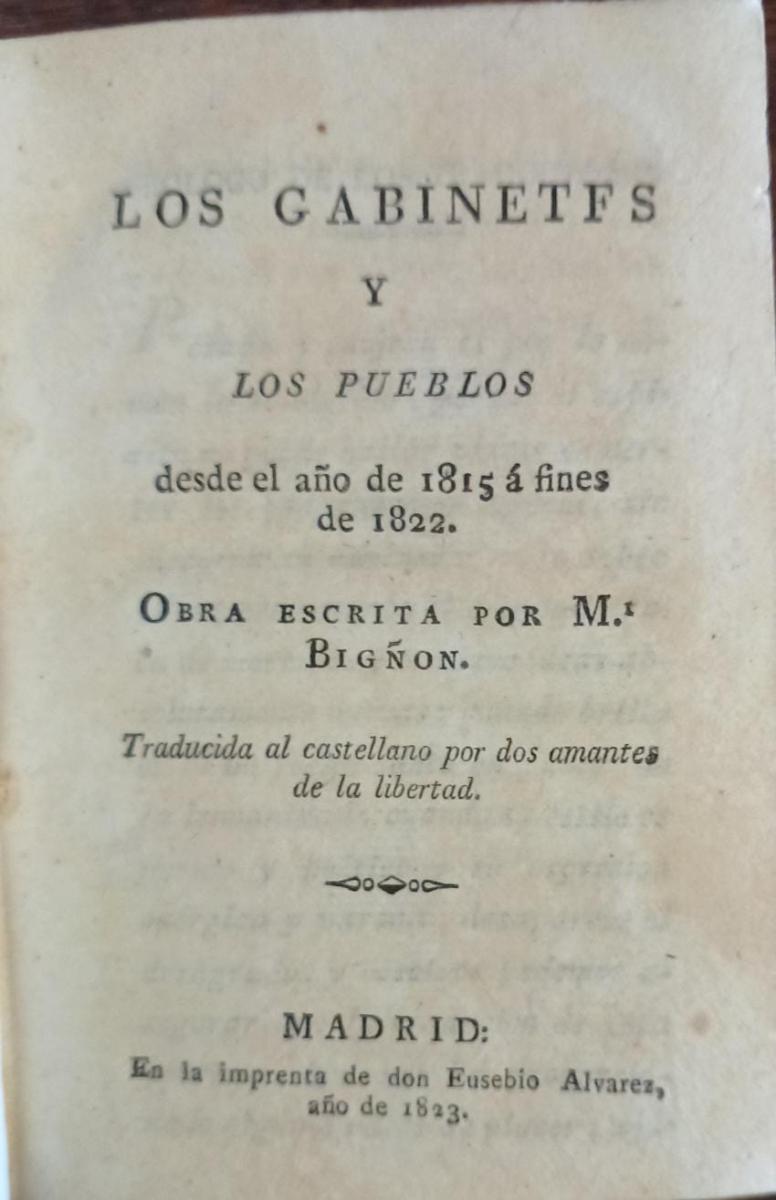 LOS GABINETFS
Y
LOS PUEBLOS
desde el año de 1815 á fines
de 1822.
OBRA ESCRITA POR M.ʳ
BIGÑON.
Traducida al castellano por dos amantes
de la libertad.
MADRID:
En la imprenta de don Eusebio Alvarez,
año de 1823.